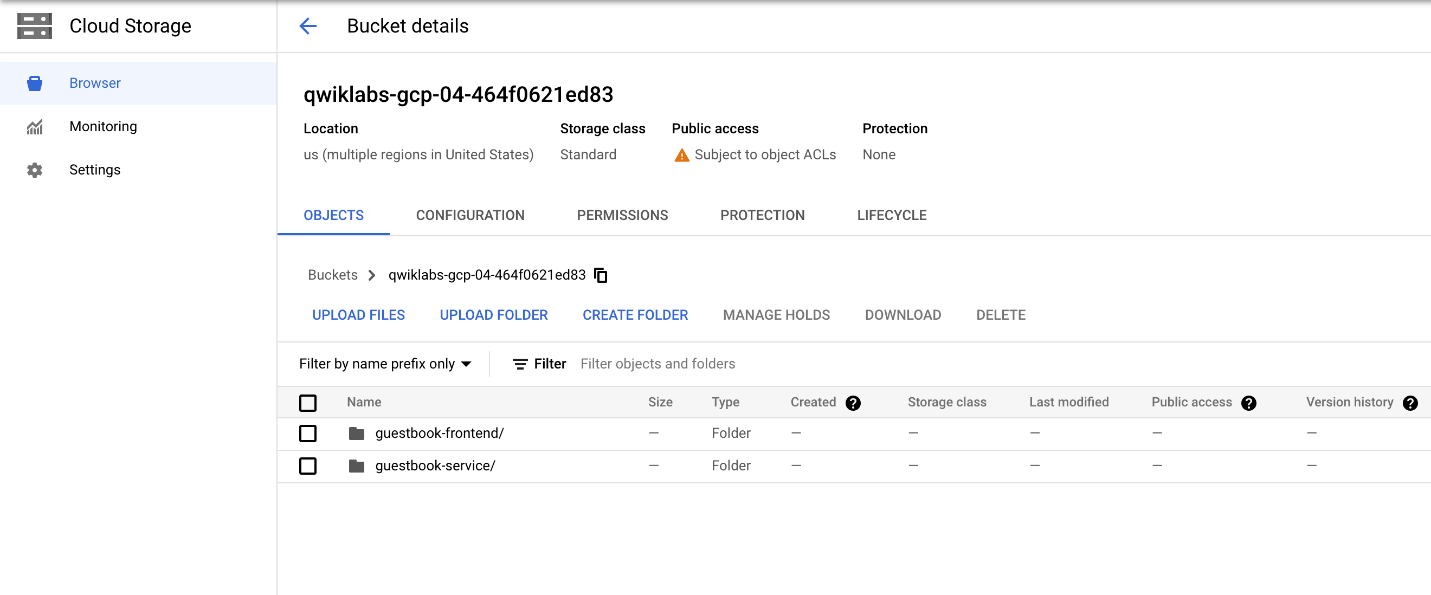 Cloud Storage
Bucket details
Browser
Monitoring
Settings
qwiklabs-gcp-04-464f0621ed83
Location Storage class Public access Protection
us (multiple regions in United States) Standard Subject to object ACLs None
OBJECTS CONFIGURATION PERMISSIONS PROTECTION LIFECYCLE
Buckets > qwiklabs-gcp-04-464f0621ed83
UPLOAD FILES UPLOAD FOLDER CREATE FOLDER MANAGE HOLDS DOWNLOAD DELETE
Filter by name prefix only Filter Filter objects and folders
Name Size Type Created ? Storage class Last modified Public access ? Version history ?
guestbook-frontend/ — Folder — — — — —
guestbook-service/ — Folder — — — — —